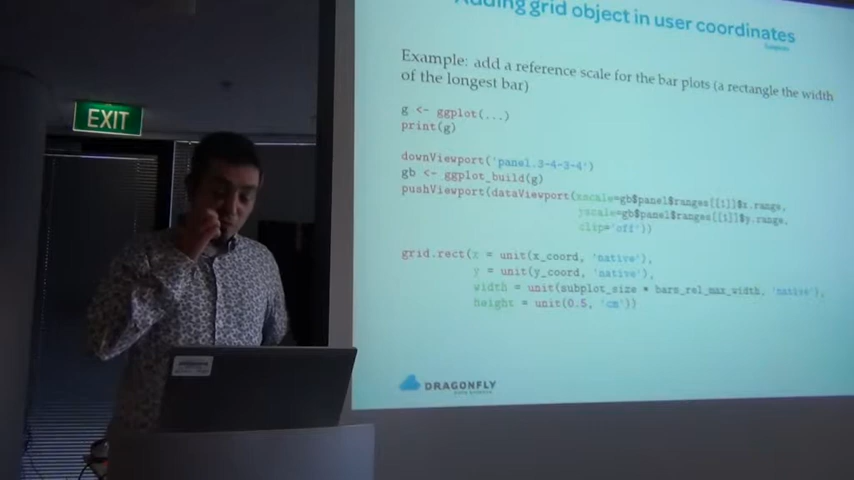 Adding grid object in user coordinates
Example: add a reference scale for the bar plots (a rectangle the width
of the longest bar)
g <- ggplot(...)
print(g)
downViewport('panel.3-4-3-4')
gb <- ggplot_build(g)
pushViewport(dataViewport(xscale=gb$panel$ranges[[i]]$x.range,
yscale=gb$panel$ranges[[i]]$y.range,
clip='off'))
grid.rect(x = unit(x_coord, 'native'),
y = unit(y_coord, 'native'),
width = unit(subplot_size * bars_rel_max_width, 'native'),
height = unit(0.5, 'cm'))
EXIT
DRAGONFLY